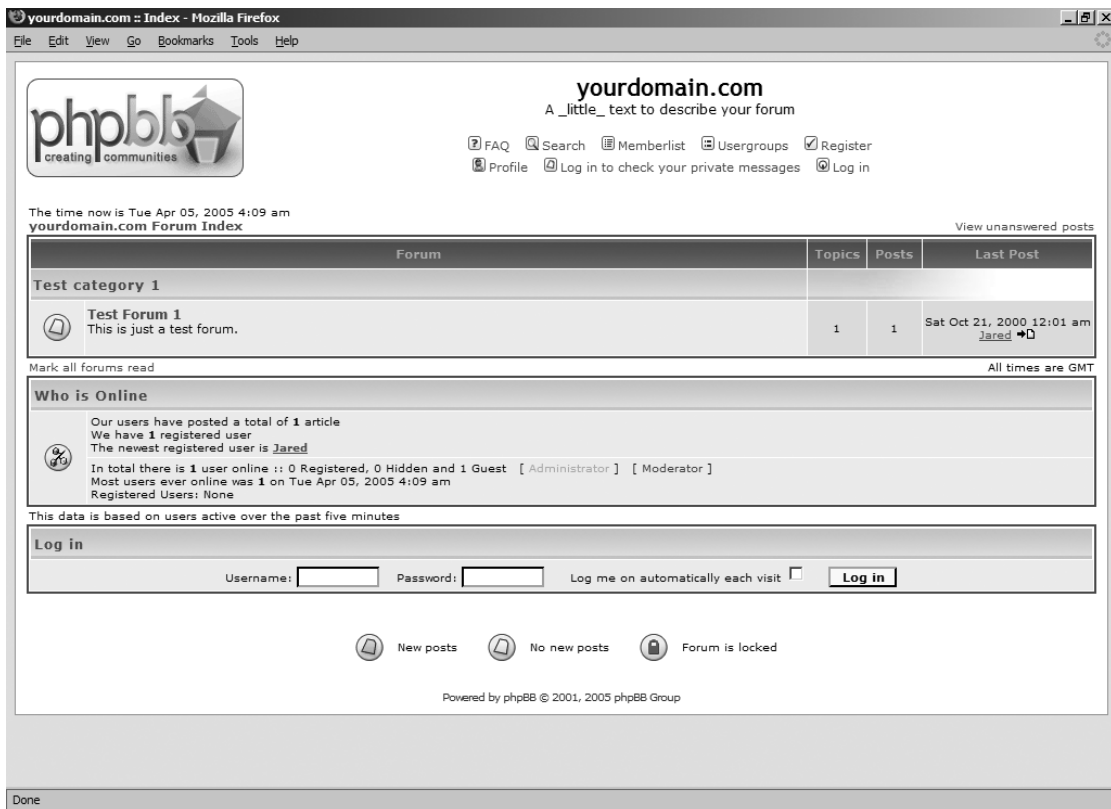 yourdomain.com :: Index - Mozilla Firefox
File Edit View Go Bookmarks Tools Help
phpBB
creating communities
yourdomain.com
A _little_ text to describe your forum
FAQ Search Memberlist Usergroups Register
Profile Log in to check your private messages Log in
The time now is Tue Apr 05, 2005 4:09 am
yourdomain.com Forum Index
View unanswered posts
Forum Topics Posts Last Post
Test category 1
Test Forum 1
This is just a test forum.
1 1
Sat Oct 21, 2000 12:01 am
Jared
Mark all forums read
All times are GMT
Who is Online
Our users have posted a total of 1 article
We have 1 registered user
The newest registered user is Jared
In total there is 1 user online :: 0 Registered, 0 Hidden and 1 Guest [ Administrator ] [ Moderator ]
Most users ever online was 1 on Tue Apr 05, 2005 4:09 am
Registered Users: None
This data is based on users active over the past five minutes
Log in
Username: Password: Log me on automatically each visit Log in
New posts No new posts Forum is locked
Powered by phpBB © 2001, 2005 phpBB Group
Done